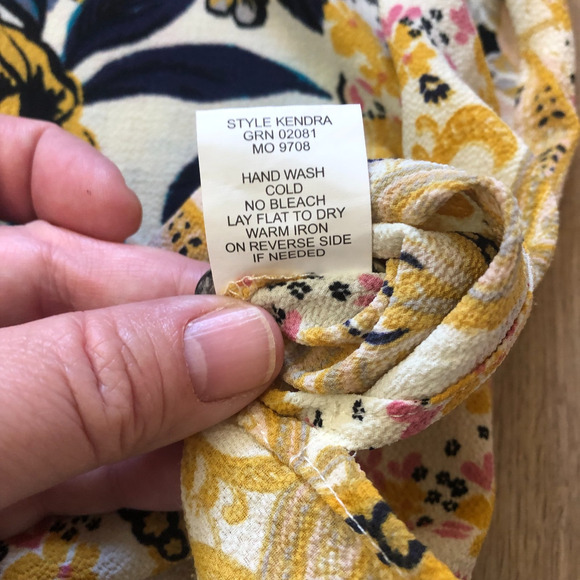 STYLE KENDRA
GRN 02081
MO 9708
HAND WASH
COLD
NO BLEACH
LAY FLAT TO DRY
WARM IRON
ON REVERSE SIDE
IF NEEDED